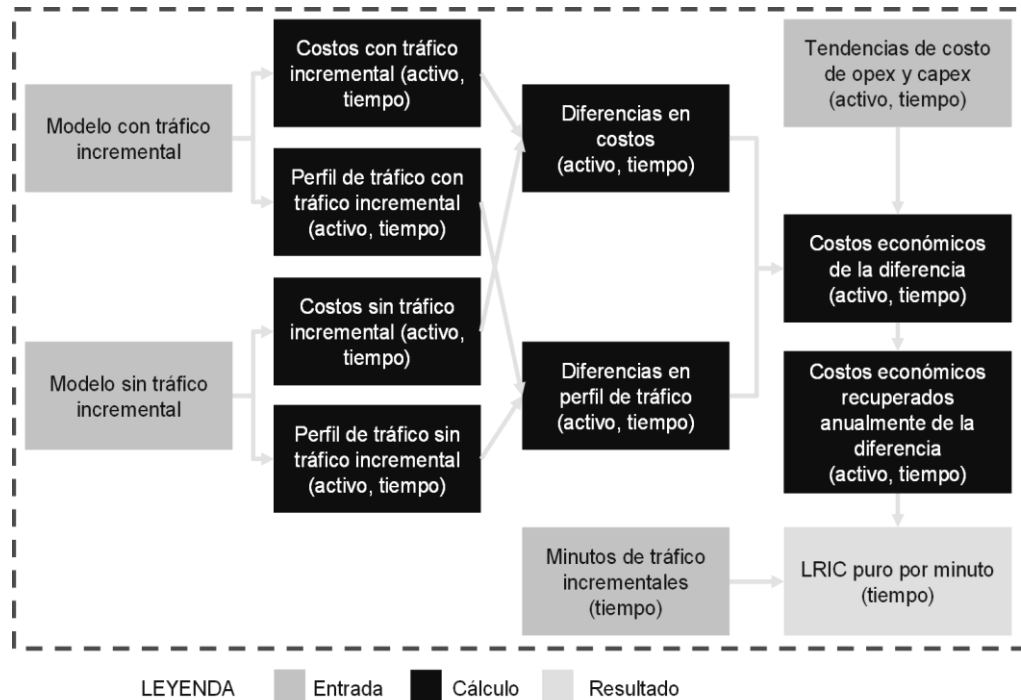 Modelo con tráfico
incremental
Modelo sin tráfico
incremental
Costos con tráfico
incremental (activo,
tiempo)
Perfil de tráfico con
tráfico incremental
(activo, tiempo)
Costos sin tráfico
incremental (activo,
tiempo)
Perfil de tráfico sin
tráfico incremental
(activo, tiempo)
Diferencias en
costos
(activo, tiempo)
Diferencias en
perfil de tráfico
(activo, tiempo)
Minutos de tráfico
incrementales
(tiempo)
Tendencias de costo
de opex y capex
(activo, tiempo)
Costos económicos
de la diferencia
(activo, tiempo)
Costos económicos
recuperados
anualmente de la
diferencia
(activo, tiempo)
LRIC puro por minuto
(tiempo)
LEYENDA Entrada Cálculo Resultado